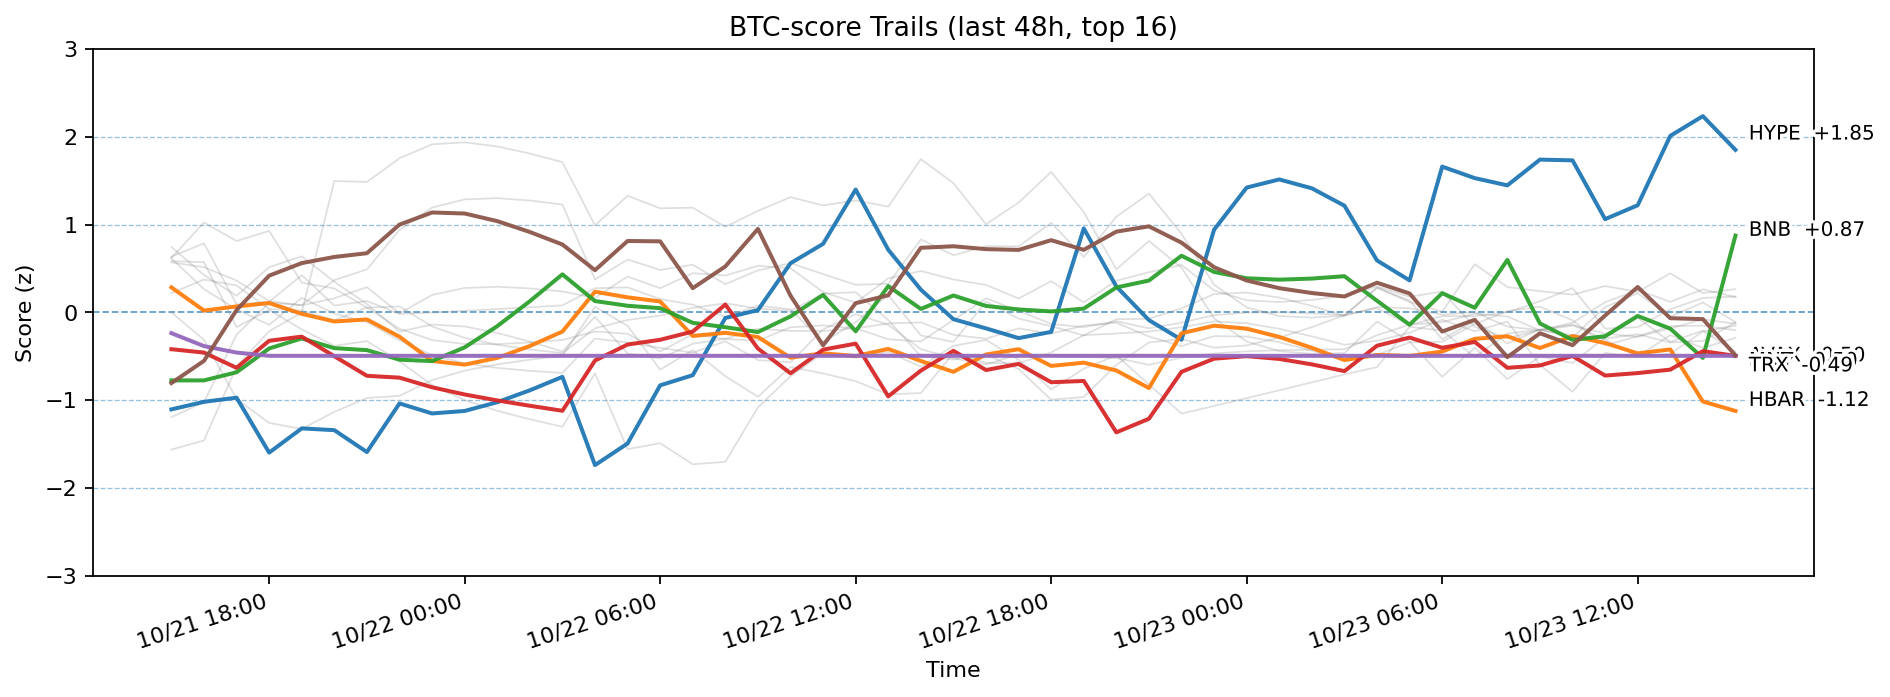 BTC-score Trails (last 48h, top 16)
3
2
1
0
−1
−2
−3
Score (z)
HYPE +1.85
BNB +0.87
TRX -0.49
HBAR -1.12
10/21 18:00
10/22 00:00
10/22 06:00
10/22 12:00
10/22 18:00
10/23 00:00
10/23 06:00
10/23 12:00
Time